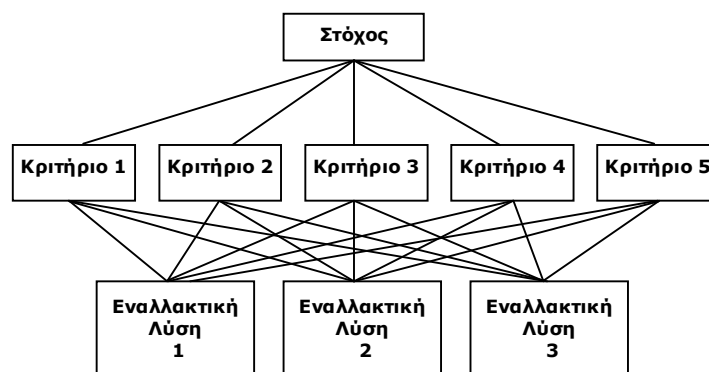 Στόχος
Κριτήριο 1
Κριτήριο 2
Κριτήριο 3
Κριτήριο 4
Κριτήριο 5
Εναλλακτική
Λύση
1
Εναλλακτική
Λύση
2
Εναλλακτική
Λύση
3